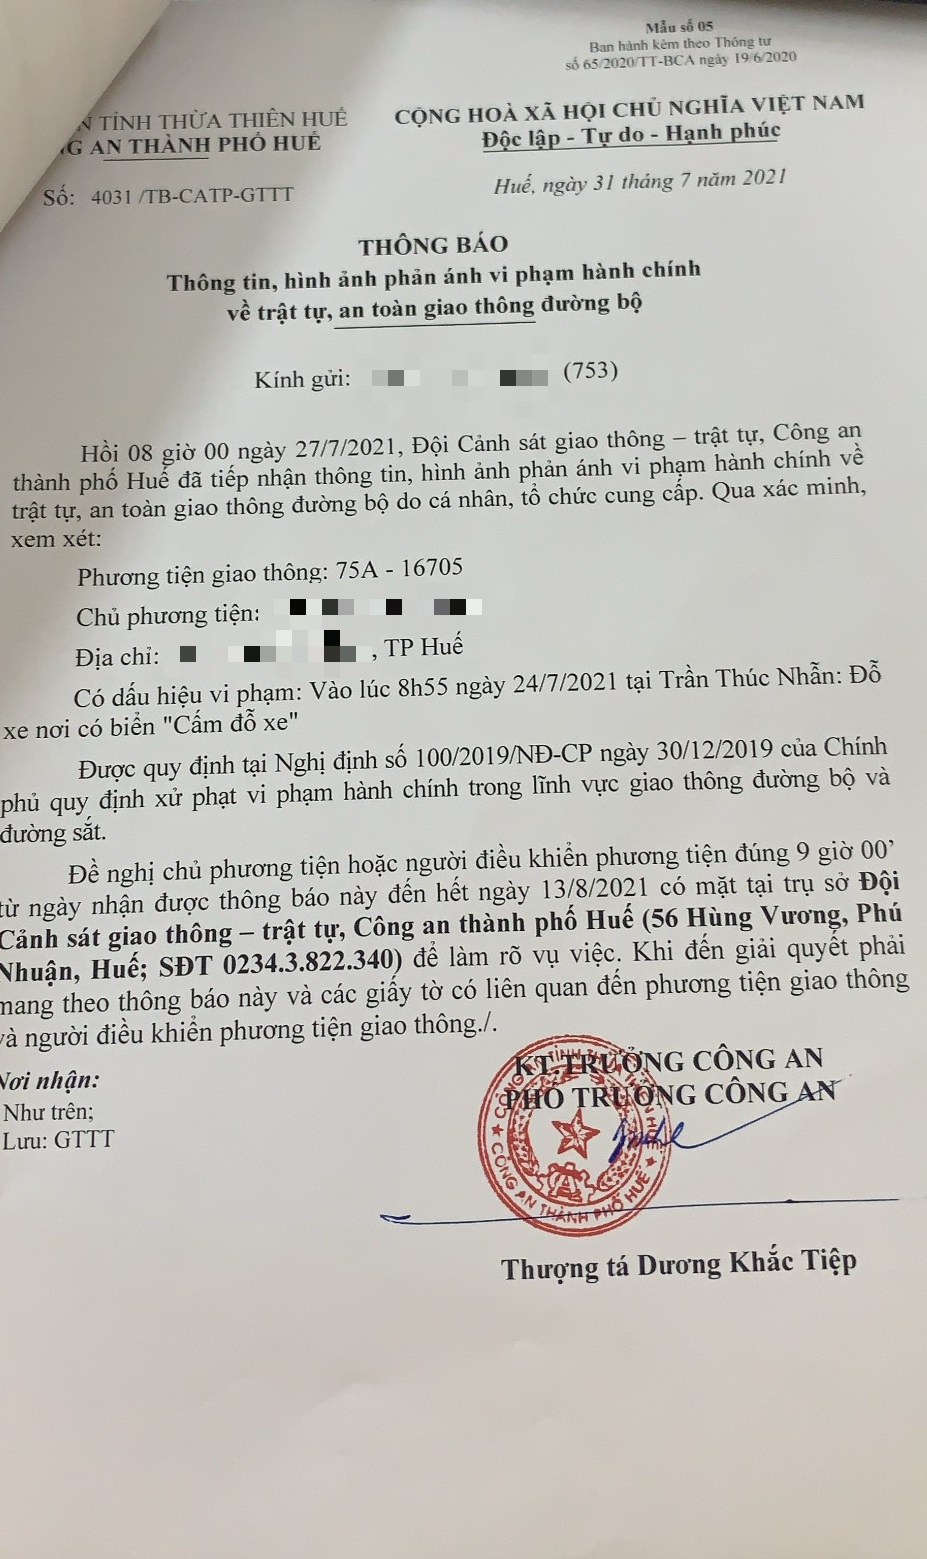 Mẫu số 05
Ban hành kèm theo Thông tư
số 65/2020/TT-BCA ngày 19/6/2020
TỈNH THỪA THIÊN HUẾ
AN THÀNH PHỐ HUẾ
CỘNG HOÀ XÃ HỘI CHỦ NGHĨA VIỆT NAM
Độc lập - Tự do - Hạnh phúc
Số: 4031 /TB-CATP-GTTT
Huế, ngày 31 tháng 7 năm 2021
THÔNG BÁO
Thông tin, hình ảnh phản ánh vi phạm hành chính
về trật tự, an toàn giao thông đường bộ
Kính gửi: (753)
Hồi 08 giờ 00 ngày 27/7/2021, Đội Cảnh sát giao thông – trật tự, Công an
thành phố Huế đã tiếp nhận thông tin, hình ảnh phản ánh vi phạm hành chính về
trật tự, an toàn giao thông đường bộ do cá nhân, tổ chức cung cấp. Qua xác minh,
xem xét:
Phương tiện giao thông: 75A - 16705
Chủ phương tiện:
Địa chỉ: , TP Huế
Có dấu hiệu vi phạm: Vào lúc 8h55 ngày 24/7/2021 tại Trần Thúc Nhẫn: Đỗ
xe nơi có biển "Cấm đỗ xe"
Được quy định tại Nghị định số 100/2019/NĐ-CP ngày 30/12/2019 của Chính
phủ quy định xử phạt vi phạm hành chính trong lĩnh vực giao thông đường bộ và
đường sắt.
Đề nghị chủ phương tiện hoặc người điều khiển phương tiện đúng 9 giờ 00’
từ ngày nhận được thông báo này đến hết ngày 13/8/2021 có mặt tại trụ sở Đội
Cảnh sát giao thông – trật tự, Công an thành phố Huế (56 Hùng Vương, Phú
Nhuận, Huế; SĐT 0234.3.822.340) để làm rõ vụ việc. Khi đến giải quyết phải
mang theo thông báo này và các giấy tờ có liên quan đến phương tiện giao thông
và người điều khiển phương tiện giao thông./.
Nơi nhận:
Như trên;
Lưu: GTTT
KT.TRƯỞNG CÔNG AN
PHÓ TRƯỞNG CÔNG AN
CÔNG AN TỈNH THỪA THIÊN HUẾ
CÔNG AN THÀNH PHỐ HUẾ
Thượng tá Dương Khắc Tiệp